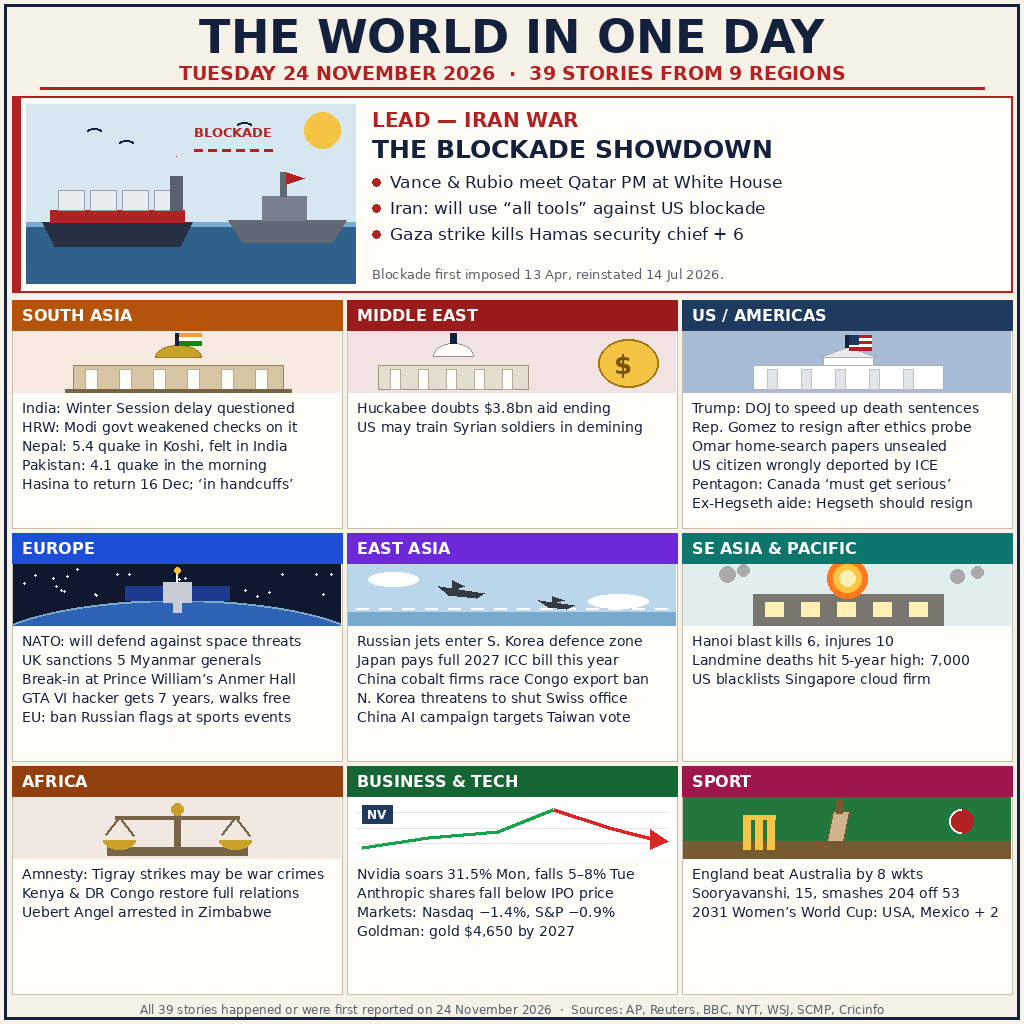 THE WORLD IN ONE DAY
TUESDAY 24 NOVEMBER 2026 · 39 STORIES FROM 9 REGIONS
BLOCKADE
LEAD — IRAN WAR
THE BLOCKADE SHOWDOWN
Vance & Rubio meet Qatar PM at White House
Iran: will use “all tools” against US blockade
Gaza strike kills Hamas security chief + 6
Blockade first imposed 13 Apr, reinstated 14 Jul 2026.
SOUTH ASIA
India: Winter Session delay questioned
HRW: Modi govt weakened checks on it
Nepal: 5.4 quake in Koshi, felt in India
Pakistan: 4.1 quake in the morning
Hasina to return 16 Dec; ‘in handcuffs’
MIDDLE EAST
$
Huckabee doubts $3.8bn aid ending
US may train Syrian soldiers in demining
US / AMERICAS
Trump: DOJ to speed up death sentences
Rep. Gomez to resign after ethics probe
Omar home-search papers unsealed
US citizen wrongly deported by ICE
Pentagon: Canada ‘must get serious’
Ex-Hegseth aide: Hegseth should resign
EUROPE
NATO: will defend against space threats
UK sanctions 5 Myanmar generals
Break-in at Prince William’s Anmer Hall
GTA VI hacker gets 7 years, walks free
EU: ban Russian flags at sports events
EAST ASIA
Russian jets enter S. Korea defence zone
Japan pays full 2027 ICC bill this year
China cobalt firms race Congo export ban
N. Korea threatens to shut Swiss office
China AI campaign targets Taiwan vote
SE ASIA & PACIFIC
Hanoi blast kills 6, injures 10
Landmine deaths hit 5-year high: 7,000
US blacklists Singapore cloud firm
AFRICA
Amnesty: Tigray strikes may be war crimes
Kenya & DR Congo restore full relations
Uebert Angel arrested in Zimbabwe
BUSINESS & TECH
NV
Nvidia soars 31.5% Mon, falls 5–8% Tue
Anthropic shares fall below IPO price
Markets: Nasdaq −1.4%, S&P −0.9%
Goldman: gold $4,650 by 2027
SPORT
England beat Australia by 8 wkts
Sooryavanshi, 15, smashes 204 off 53
2031 Women’s World Cup: USA, Mexico + 2
All 39 stories happened or were first reported on 24 November 2026 · Sources: AP, Reuters, BBC, NYT, WSJ, SCMP, Cricinfo